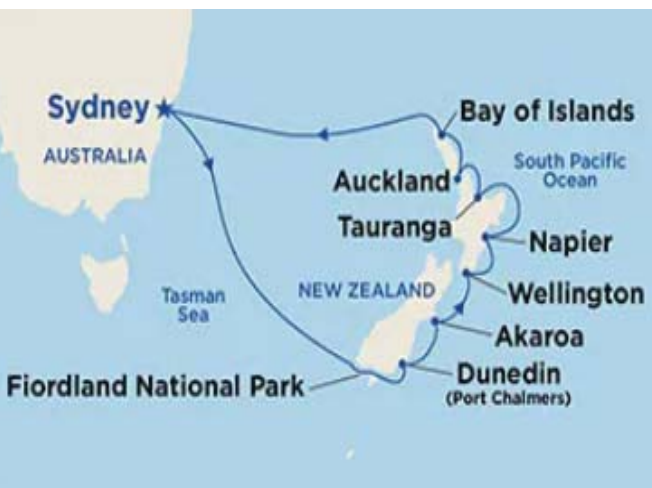 Sydney
AUSTRALIA
Bay of Islands
South Pacific
Ocean
Auckland
Tauranga
Napier
NEW ZEALAND
Tasman
Sea
Wellington
Akaroa
Fiordland National Park
Dunedin
(Port Chalmers)